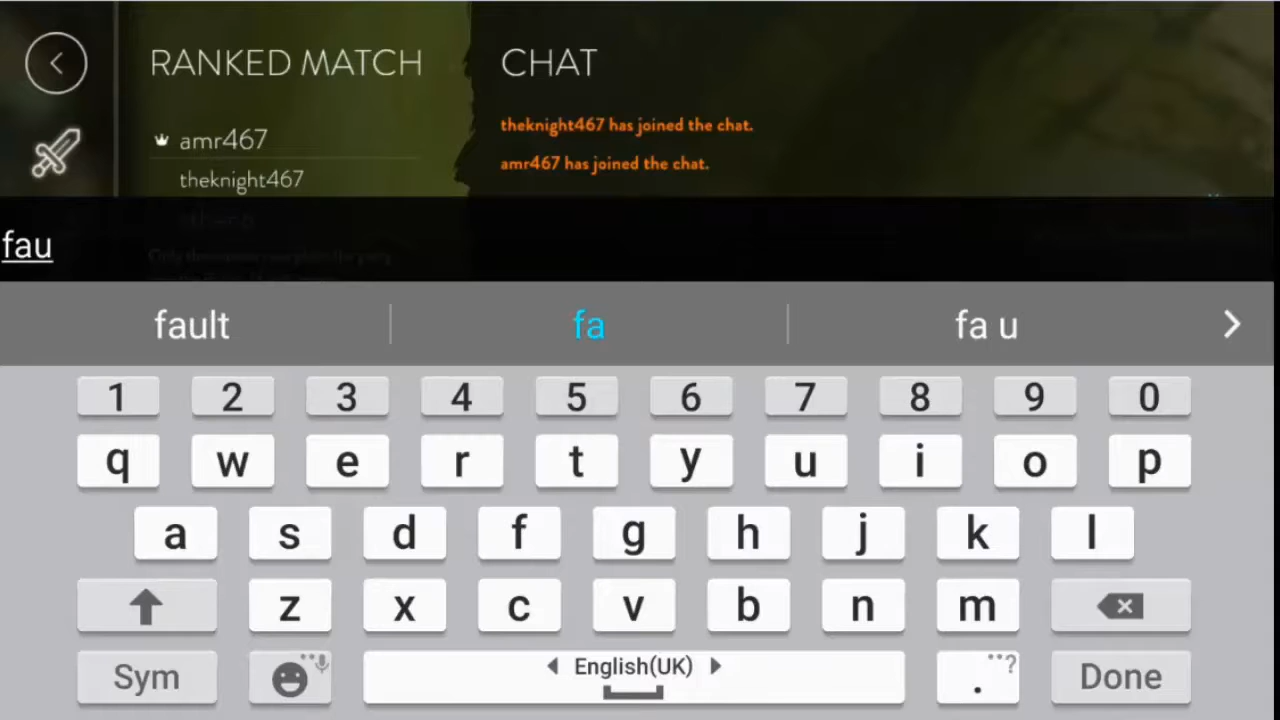 RANKED MATCH
CHAT
theknight467 has joined the chat.
amr467 has joined the chat.
amr467
theknight467
fau
fault
fa
fa u
1 2 3 4 5 6 7 8 9 0
q w e r t y u i o p
a s d f g h j k l
z x c v b n m
Sym
English(UK)
. ?
Done